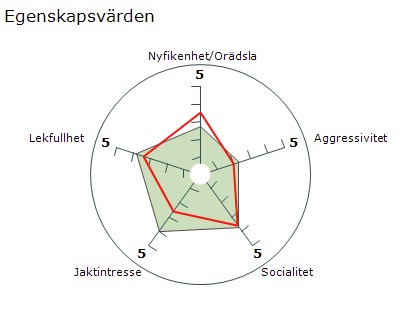 Egenskapsvärden
Nyfikenhet/Orädsla
5
Lekfullhet
5
5
Aggressivitet
5
5
Jaktintresse
Socialitet